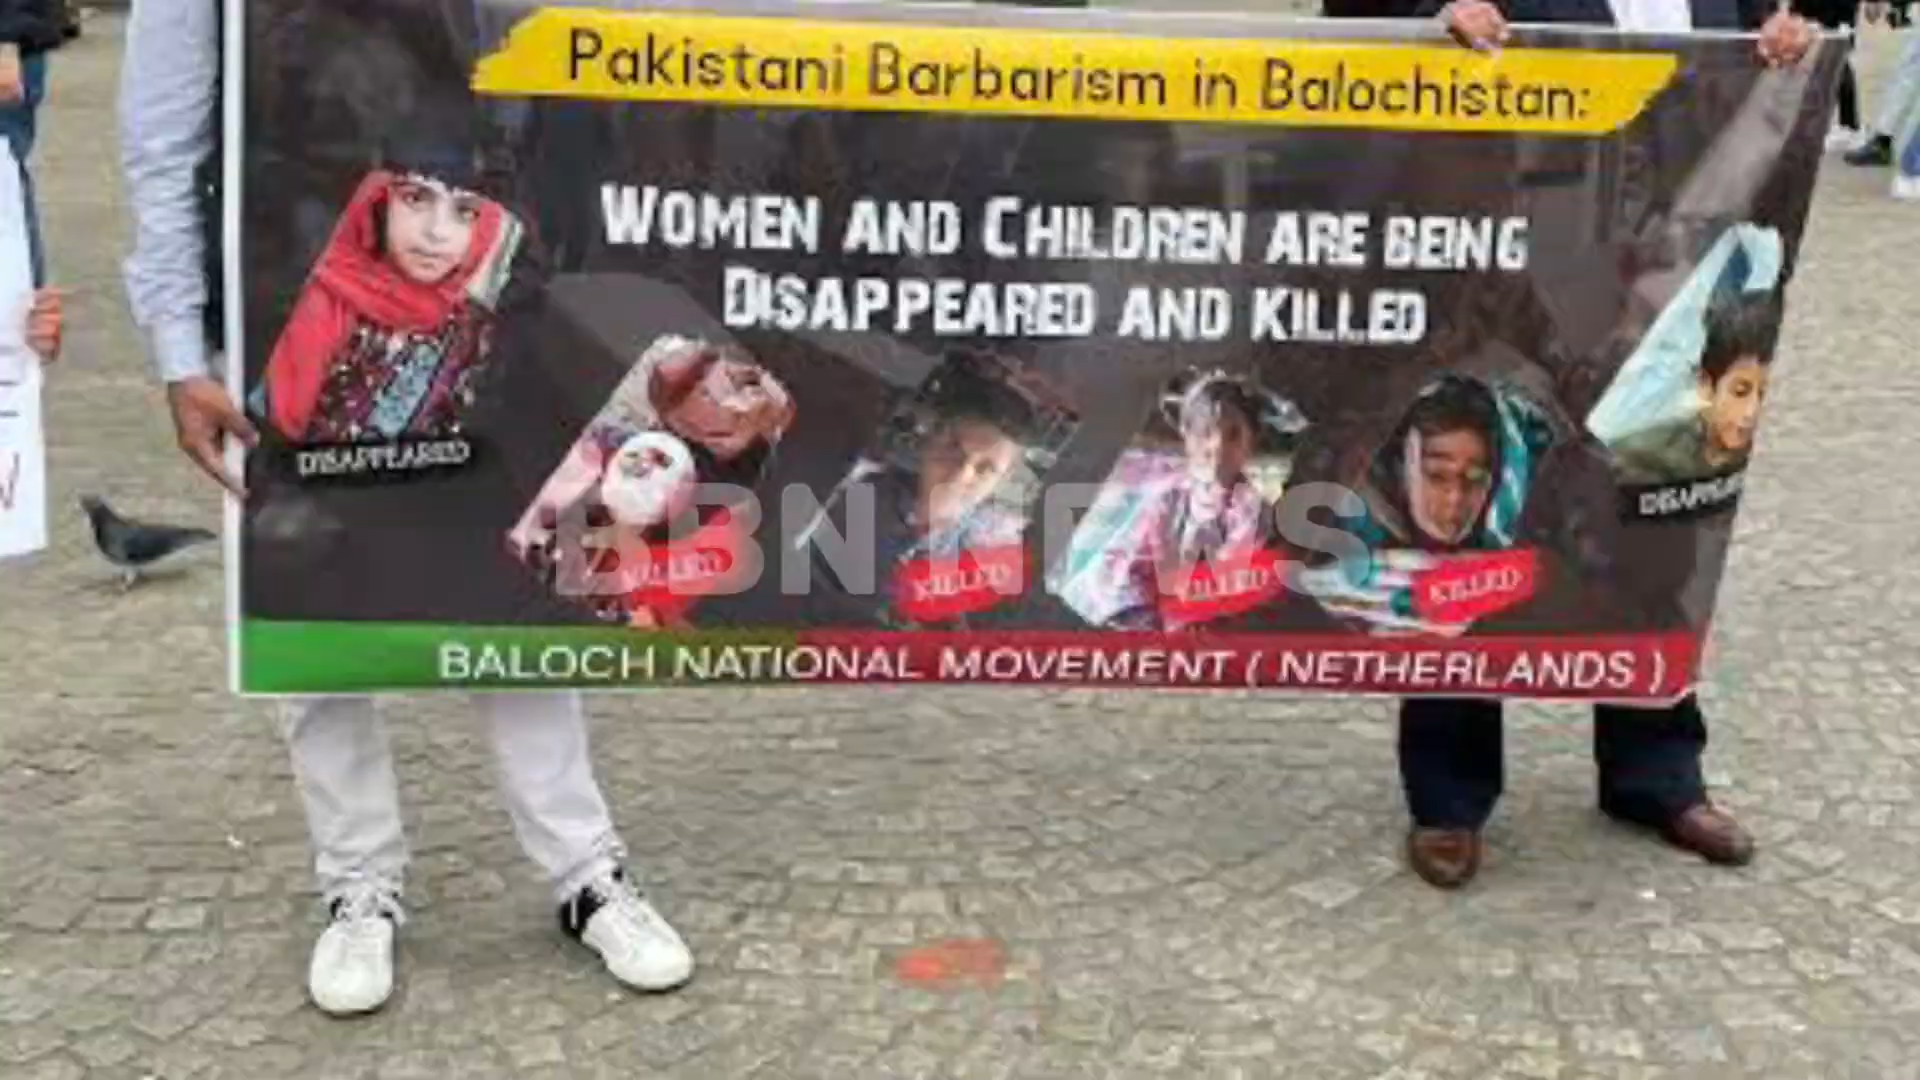 Pakistani Barbarism in Balochistan:
WOMEN AND CHILDREN ARE BEING
DISAPPEARED AND KILLED
DISAPPEARED
KILLED
KILLED
KILLED
KILLED
BBN NEWS
BALOCH NATIONAL MOVEMENT ( NETHERLANDS )